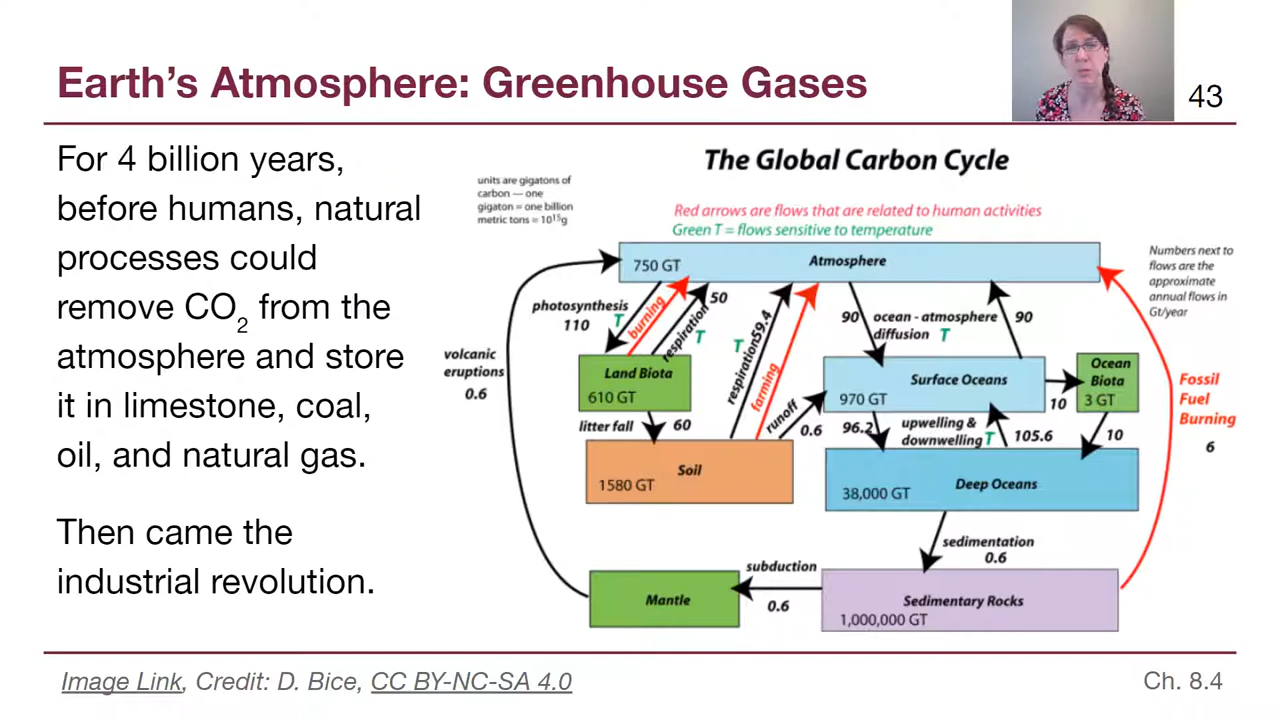 Earth's Atmosphere: Greenhouse Gases
43
For 4 billion years,
before humans, natural
processes could
remove CO2 from the
atmosphere and store
it in limestone, coal,
oil, and natural gas.
Then came the
industrial revolution.
The Global Carbon Cycle
units are gigatons of
carbon — one
gigaton = one billion
metric tons = 10¹⁵g
Red arrows are flows that are related to human activities
Green T = flows sensitive to temperature
Numbers next to
flows are the
approximate
annual flows in
Gt/year
750 GT
Atmosphere
photosynthesis
110
T
burning
respiration
50
T
T
respiration 59.4
farming
90
ocean - atmosphere
diffusion T
90
volcanic
eruptions
0.6
Land Biota
610 GT
litter fall
60
runoff
0.6
Surface Oceans
970 GT
10
Ocean
Biota
3 GT
Fossil
Fuel
Burning
6
96.2
upwelling &
downwelling T
105.6
10
Soil
1580 GT
Deep Oceans
38,000 GT
sedimentation
0.6
subduction
0.6
Mantle
Sedimentary Rocks
1,000,000 GT
Image Link, Credit: D. Bice, CC BY-NC-SA 4.0
Ch. 8.4